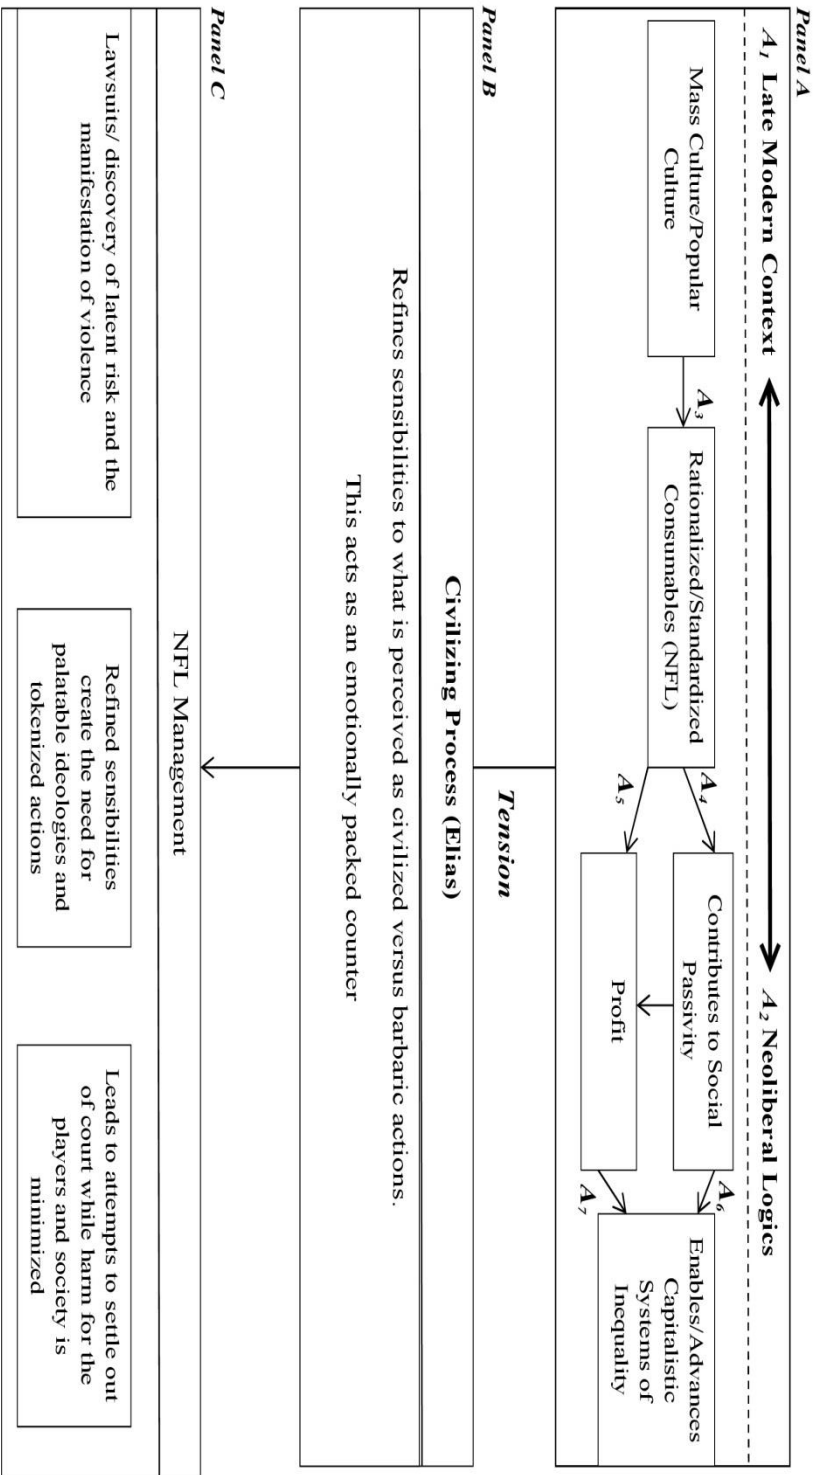 Panel A
A₁ Late Modern Context
A₂ Neoliberal Logics
Mass Culture/Popular
Culture
A₃
Rationalized/Standardized
Consumables (NFL)
A₄
A₅
Contributes to Social
Passivity
Profit
A₆
A₇
Enables/Advances
Capitalistic
Systems of
Inequality
Tension
Panel B
Civilizing Process (Elias)
Refines sensibilities to what is perceived as civilized versus barbaric actions.
This acts as an emotionally packed counter
Panel C
NFL Management
Lawsuits/ discovery of latent risk and the
manifestation of violence
Refined sensibilities
create the need for
palatable ideologies and
tokenized actions
Leads to attempts to settle out
of court while harm for the
players and society is
minimized